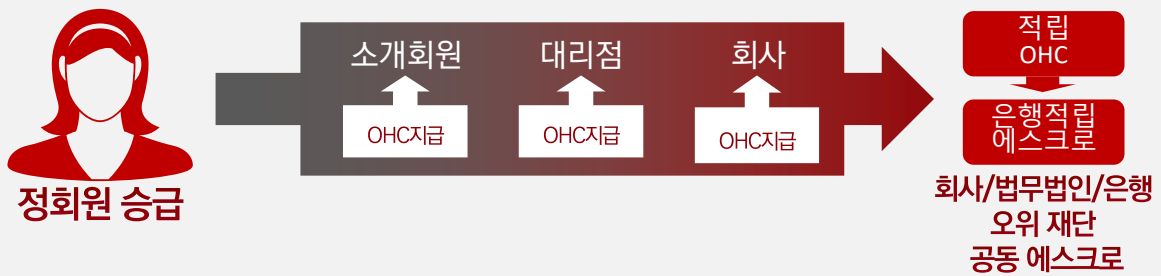 정회원 승급
소개회원
대리점
회사
OHC지급
OHC지급
OHC지급
적립
OHC
은행적립
에스크로
회사/법무법인/은행
오위 재단
공동 에스크로